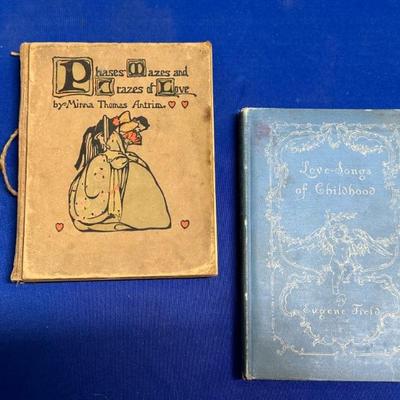 Phases Mazes and
Crazes of Love
by Minna Thomas Antrim
Love-Songs
of Childhood
by
Eugene Field